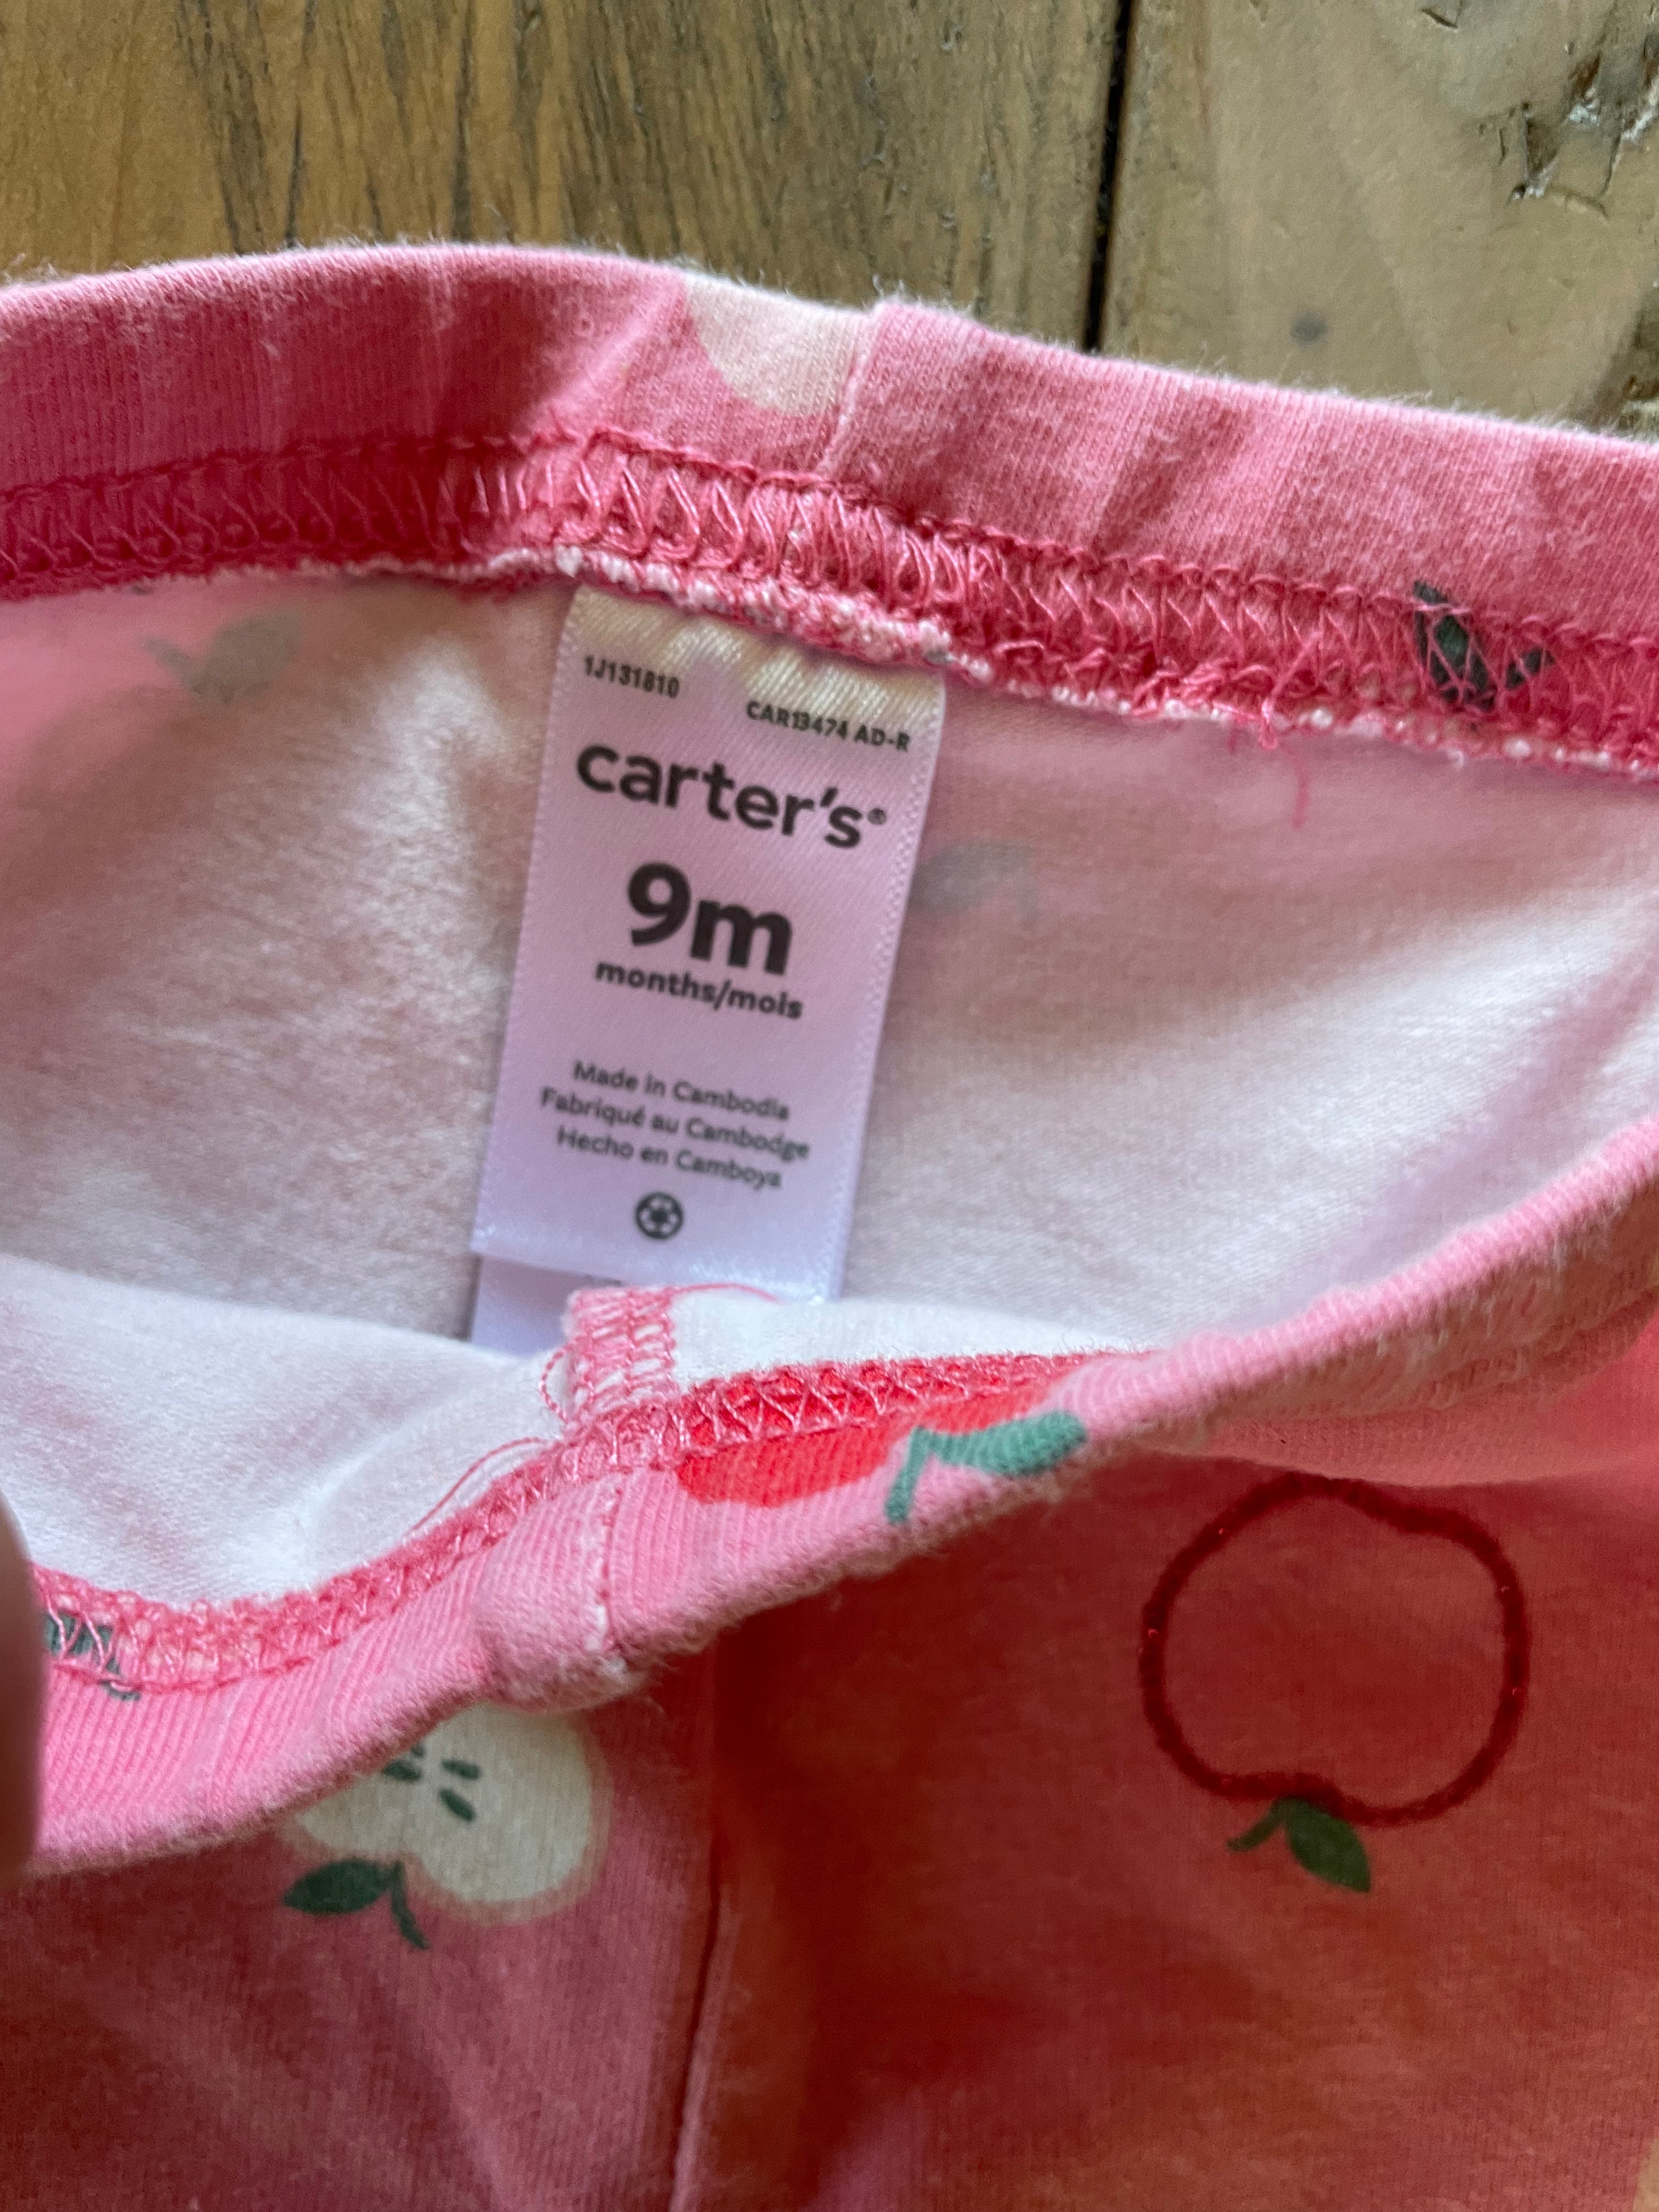 1J131810
CAR13474 AD-R
carter's®
9m
months/mois
Made in Cambodia
Fabriqué au Cambodge
Hecho en Camboya